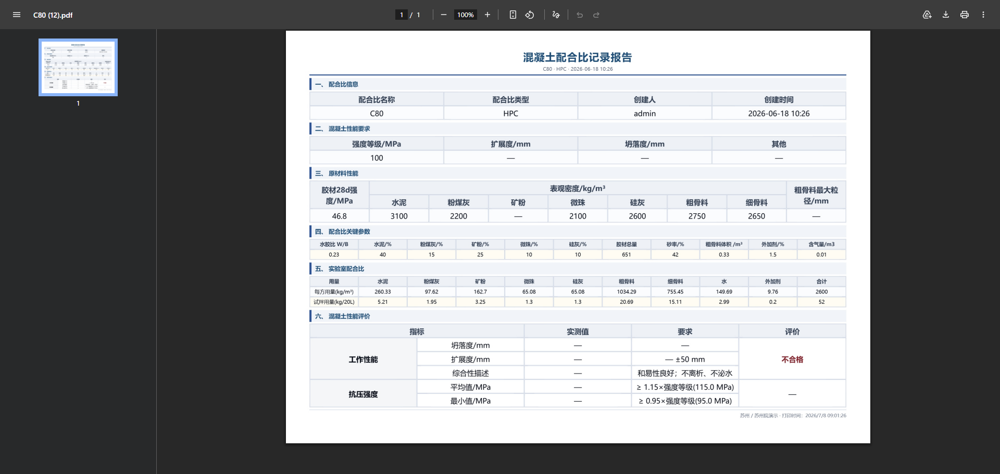 C80 (12).pdf
1 / 1
100%
1
混凝土配合比记录报告
C80 · HPC · 2026-06-18 10:26
一、 配合比信息
配合比名称 配合比类型 创建人 创建时间
C80 HPC admin 2026-06-18 10:26
二、 混凝土性能要求
强度等级/MPa 扩展度/mm 坍落度/mm 其他
100 — — —
三、 原材料性能
胶材28d强度/MPa 表观密度/kg/m³ 粗骨料最大粒径/mm
水泥 粉煤灰 矿粉 微珠 硅灰 粗骨料 细骨料
46.8 3100 2200 — 2100 2600 2750 2650 —
四、 配合比关键参数
水胶比 W/B 水泥/% 粉煤灰/% 矿粉/% 微珠/% 硅灰/% 胶材总量 砂率/% 粗骨料体积 /m³ 外加剂/% 含气量/m3
0.23 40 15 25 10 10 651 42 0.33 1.5 0.01
五、 实验室配合比
用量 水泥 粉煤灰 矿粉 微珠 硅灰 粗骨料 细骨料 水 外加剂 合计
每方用量(kg/m³) 260.33 97.62 162.7 65.08 65.08 1034.29 755.45 149.69 9.76 2600
试拌用量(kg/20L) 5.21 1.95 3.25 1.3 1.3 20.69 15.11 2.99 0.2 52
六、 混凝土性能评价
指标 实测值 要求 评价
工作性能 坍落度/mm — — 不合格
扩展度/mm — — ±50 mm
综合性描述 — 和易性良好；不离析、不泌水
抗压强度 平均值/MPa — ≥ 1.15×强度等级(115.0 MPa) —
最小值/MPa — ≥ 0.95×强度等级(95.0 MPa)
苏州 / 苏州院演示 · 打印时间：2026/7/8 09:01:26